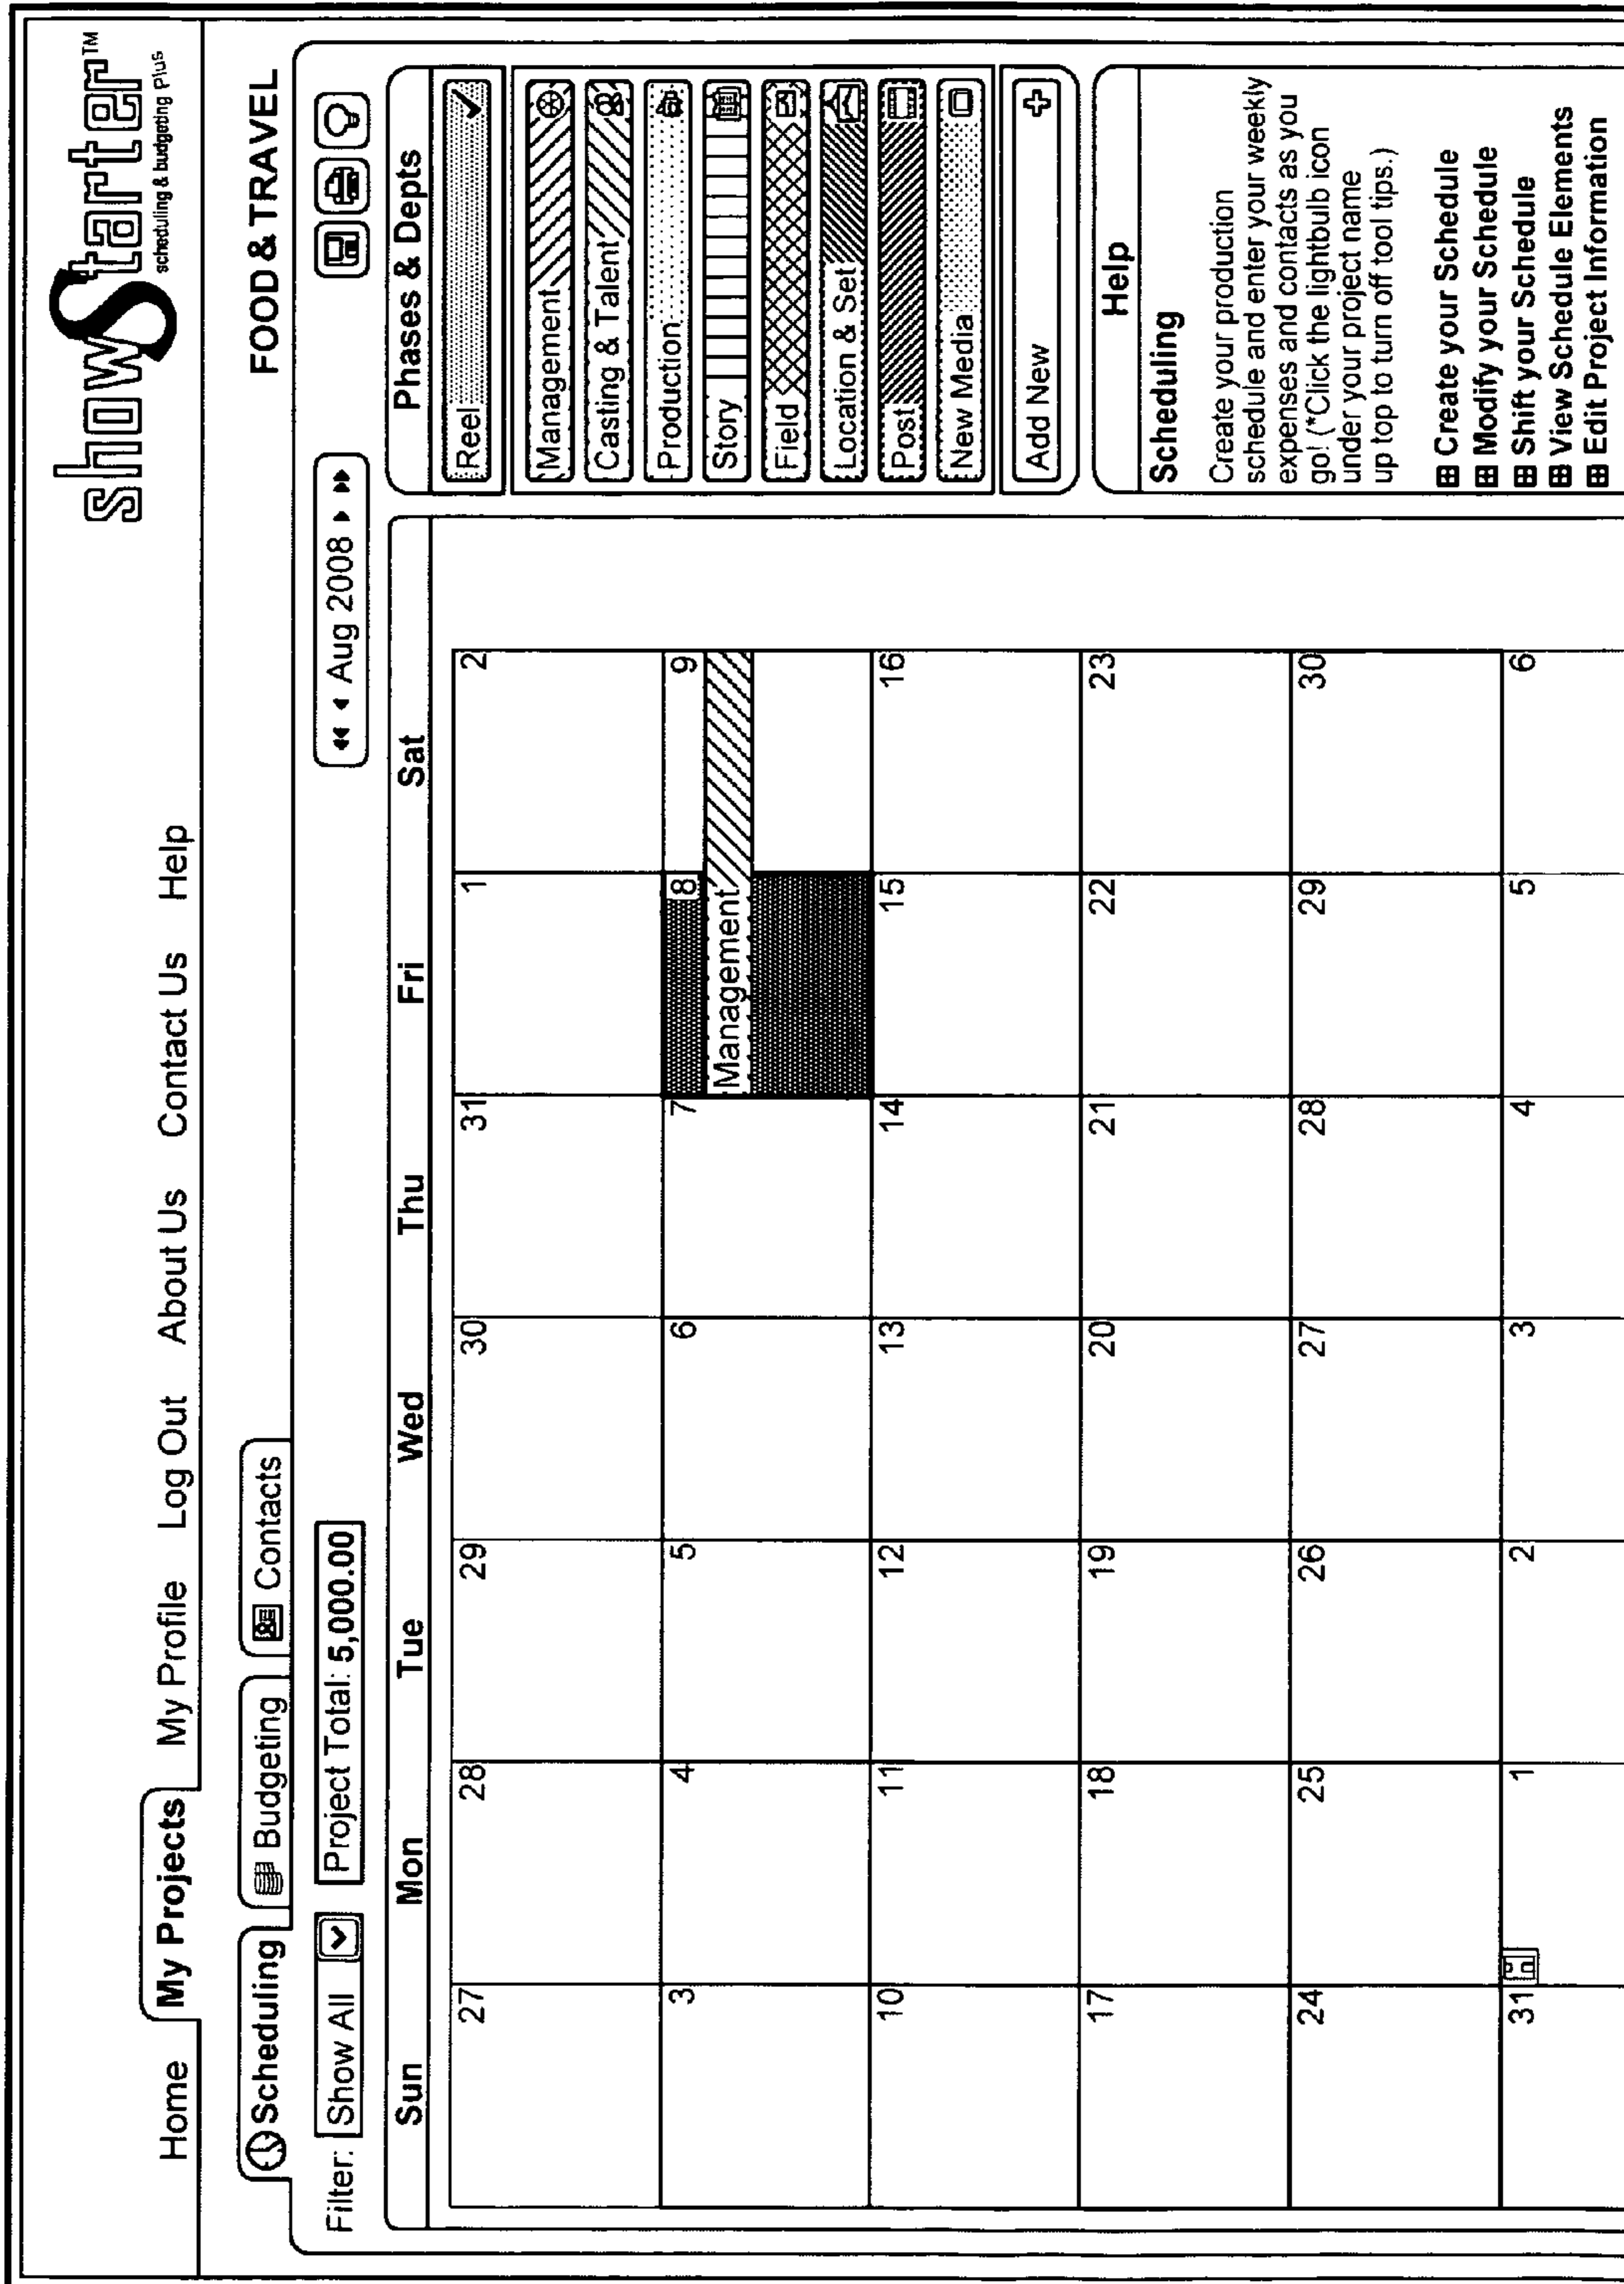 showStarter™
scheduling & budgeting Plus
Home My Projects My Profile Log Out About Us Contact Us Help
FOOD & TRAVEL
Scheduling Budgeting Contacts
Filter: Show All Project Total: 5,000.00 Aug 2008
Sun Mon Tue Wed Thu Fri Sat
27 28 29 30 31 1 2
3 4 5 6 7 8 9
Management
10 11 12 13 14 15 16
17 18 19 20 21 22 23
24 25 26 27 28 29 30
31 1 2 3 4 5 6
Phases & Depts
Reel
Management
Casting & Talent
Production
Story
Field
Location & Set
Post
New Media
Add New
Help
Scheduling
Create your production
schedule and enter your weekly
expenses and contacts as you
go! (*Click the lightbulb icon
under your project name
up top to turn off tool tips.)
Create your Schedule
Modify your Schedule
Shift your Schedule
View Schedule Elements
Edit Project Information